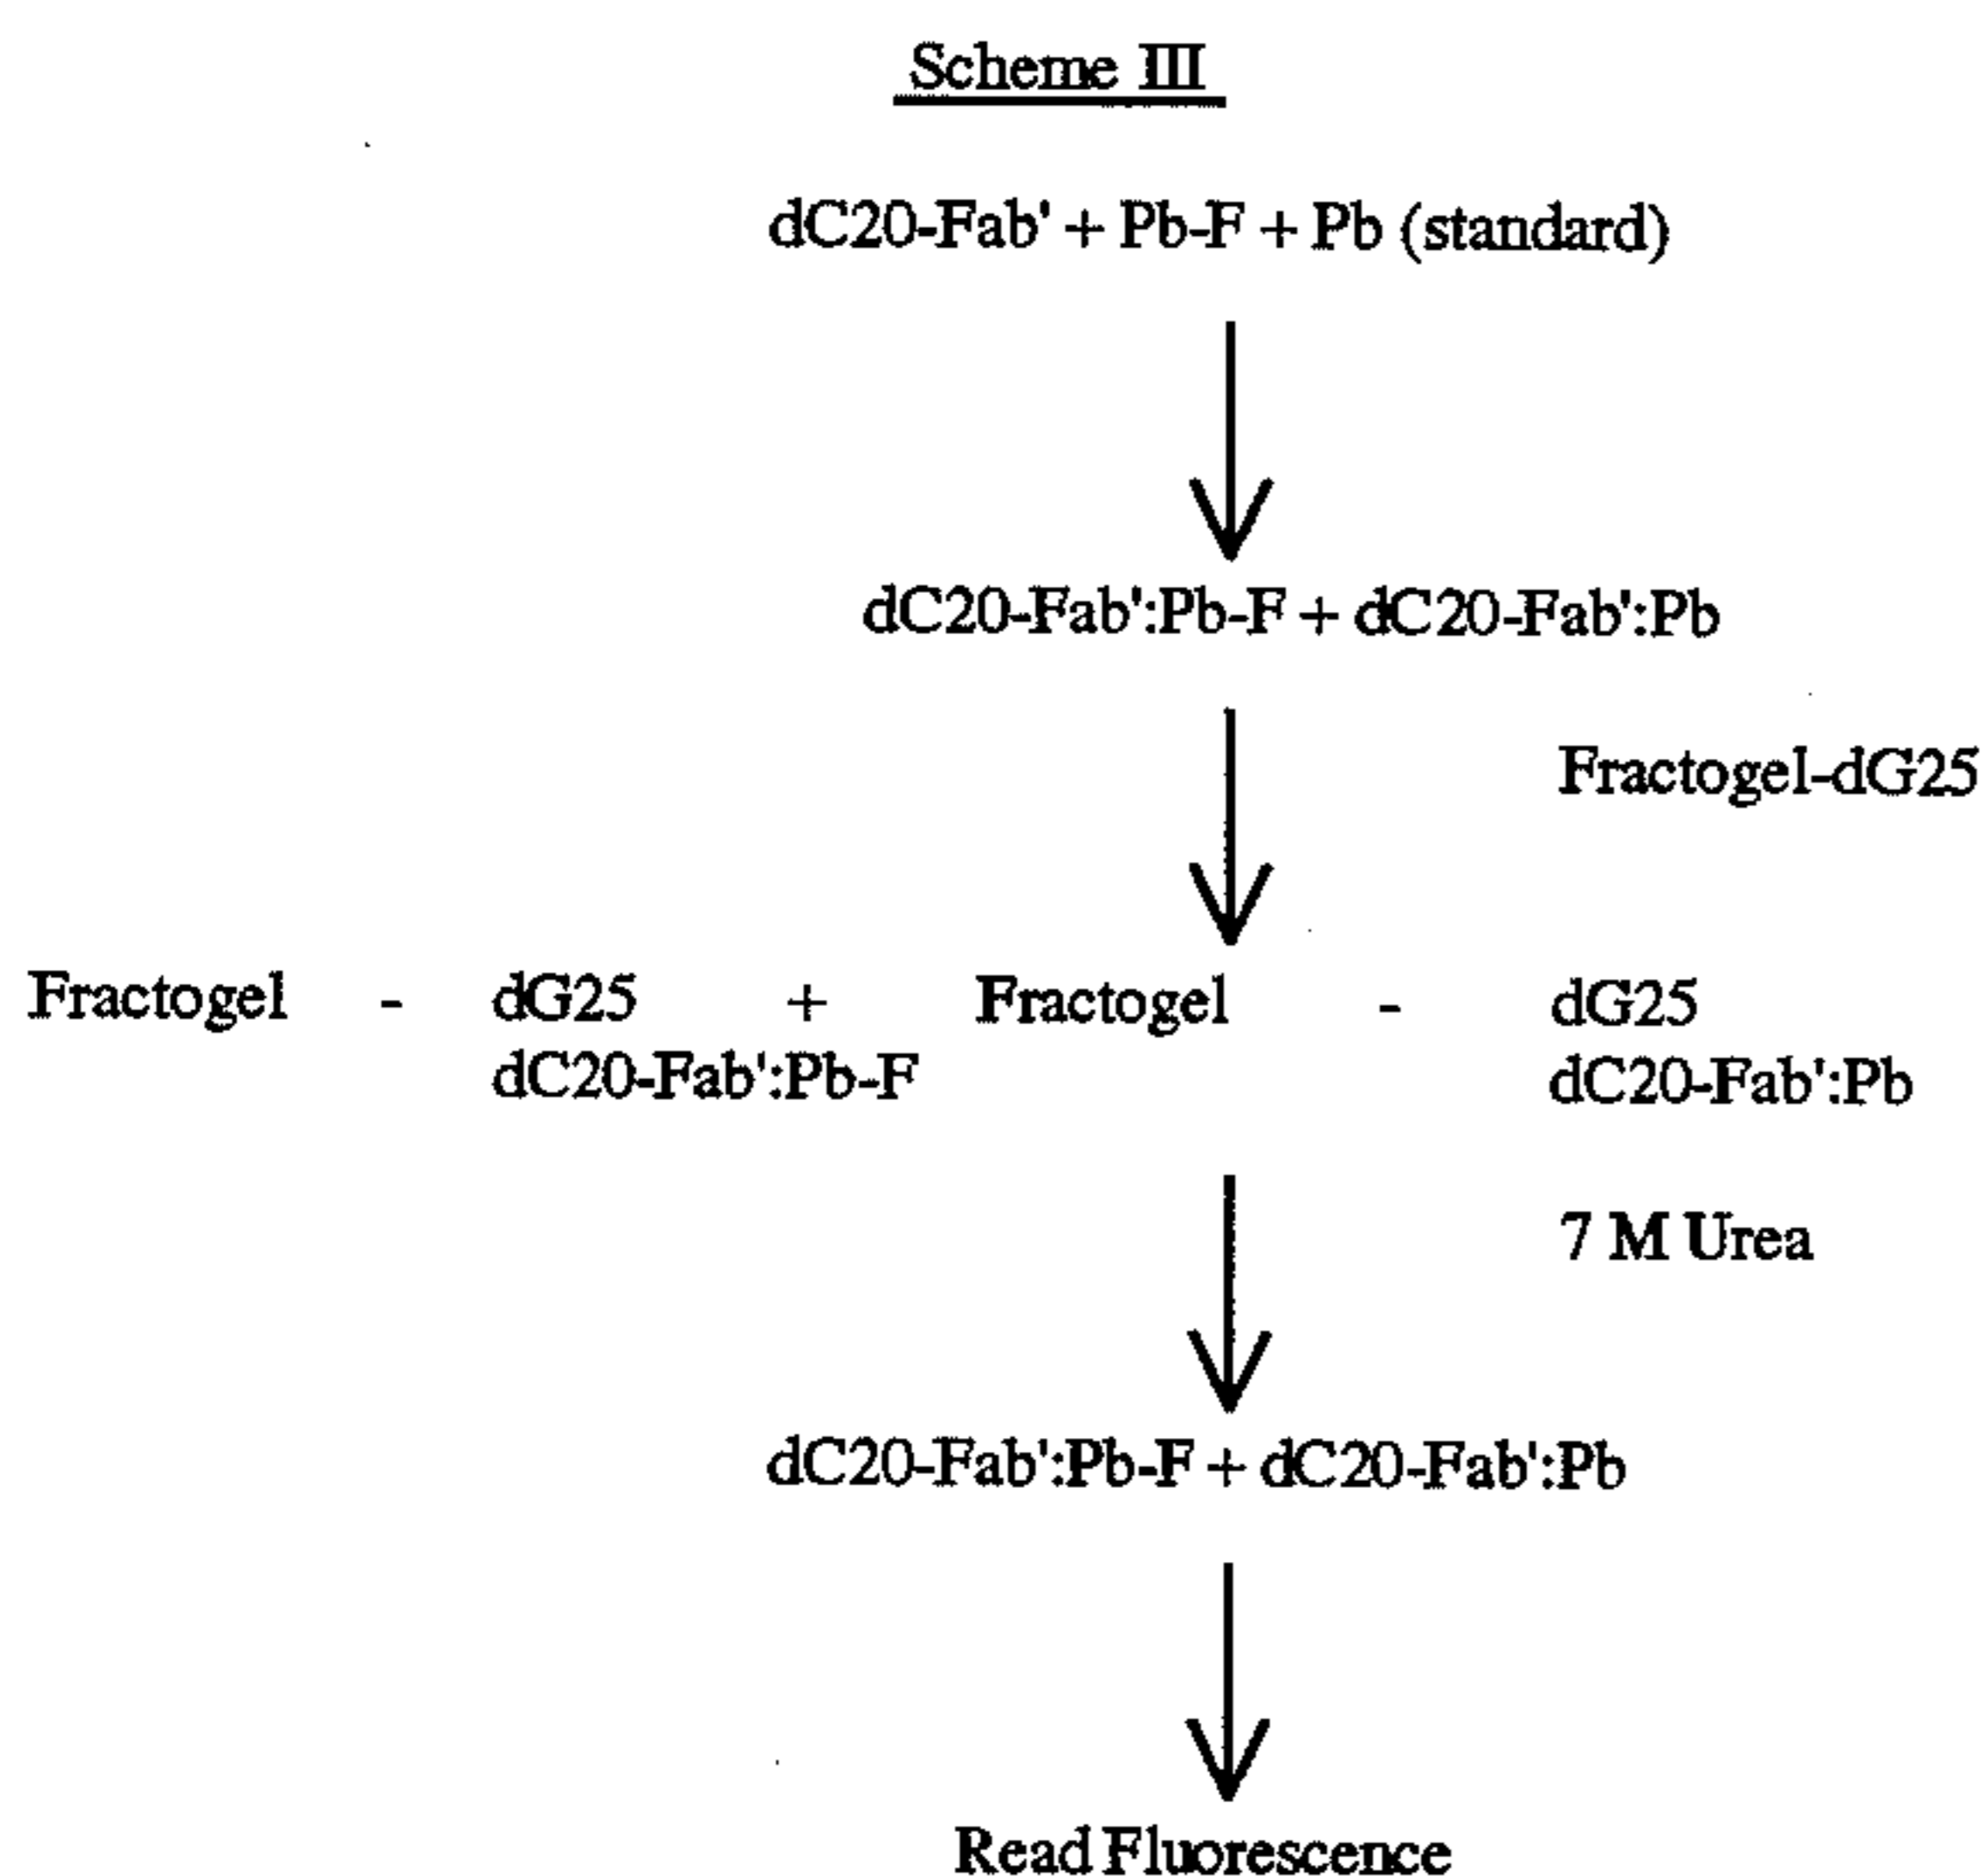 Scheme III
dC20-Fab' + Pb-F + Pb (standard)
dC20-Fab':Pb-F + dC20-Fab':Pb
Fractogel-dG25
Fractogel - dG25 + Fractogel - dG25
dC20-Fab':Pb-F dC20-Fab':Pb
7 M Urea
dC20-Fab':Pb-F + dC20-Fab':Pb
Read Fluorescence